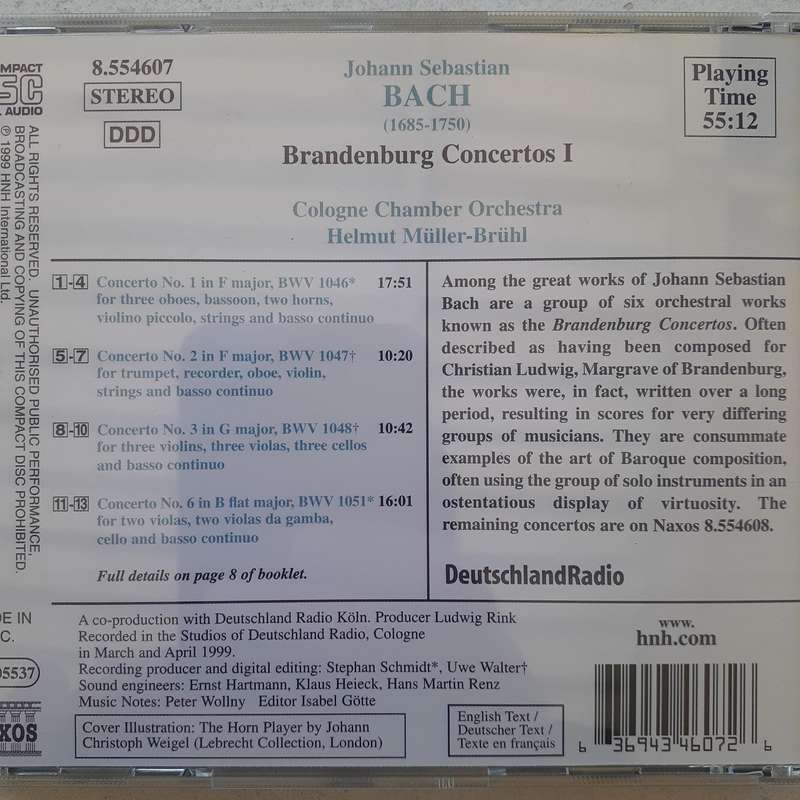 8.554607
STEREO
DDD
Johann Sebastian
BACH
(1685-1750)
Brandenburg Concertos I
Cologne Chamber Orchestra
Helmut Müller-Brühl
Playing
Time
55:12
1-4 Concerto No. 1 in F major, BWV 1046* 17:51
for three oboes, bassoon, two horns,
violino piccolo, strings and basso continuo
5-7 Concerto No. 2 in F major, BWV 1047† 10:20
for trumpet, recorder, oboe, violin,
strings and basso continuo
8-10 Concerto No. 3 in G major, BWV 1048† 10:42
for three violins, three violas, three cellos
and basso continuo
11-13 Concerto No. 6 in B flat major, BWV 1051* 16:01
for two violas, two violas da gamba,
cello and basso continuo
Full details on page 8 of booklet.
Among the great works of Johann Sebastian
Bach are a group of six orchestral works
known as the Brandenburg Concertos. Often
described as having been composed for
Christian Ludwig, Margrave of Brandenburg,
the works were, in fact, written over a long
period, resulting in scores for very differing
groups of musicians. They are consummate
examples of the art of Baroque composition,
often using the group of solo instruments in an
ostentatious display of virtuosity. The
remaining concertos are on Naxos 8.554608.
DeutschlandRadio
A co-production with Deutschland Radio Köln. Producer Ludwig Rink
Recorded in the Studios of Deutschland Radio, Cologne
in March and April 1999.
Recording producer and digital editing: Stephan Schmidt*, Uwe Walter†
Sound engineers: Ernst Hartmann, Klaus Heieck, Hans Martin Renz
Music Notes: Peter Wollny Editor Isabel Götte
Cover Illustration: The Horn Player by Johann
Christoph Weigel (Lebrecht Collection, London)
English Text /
Deutscher Text /
Texte en français
www.
hnh.com
6 36943 46072 6
OMPACT
SC
AUDIO
ALL RIGHTS RESERVED. UNAUTHORISED PUBLIC PERFORMANCE,
BROADCASTING AND COPYING OF THIS COMPACT DISC PROHIBITED.
℗ 1999 HNH International Ltd.
DE IN
C.
05537
XOS